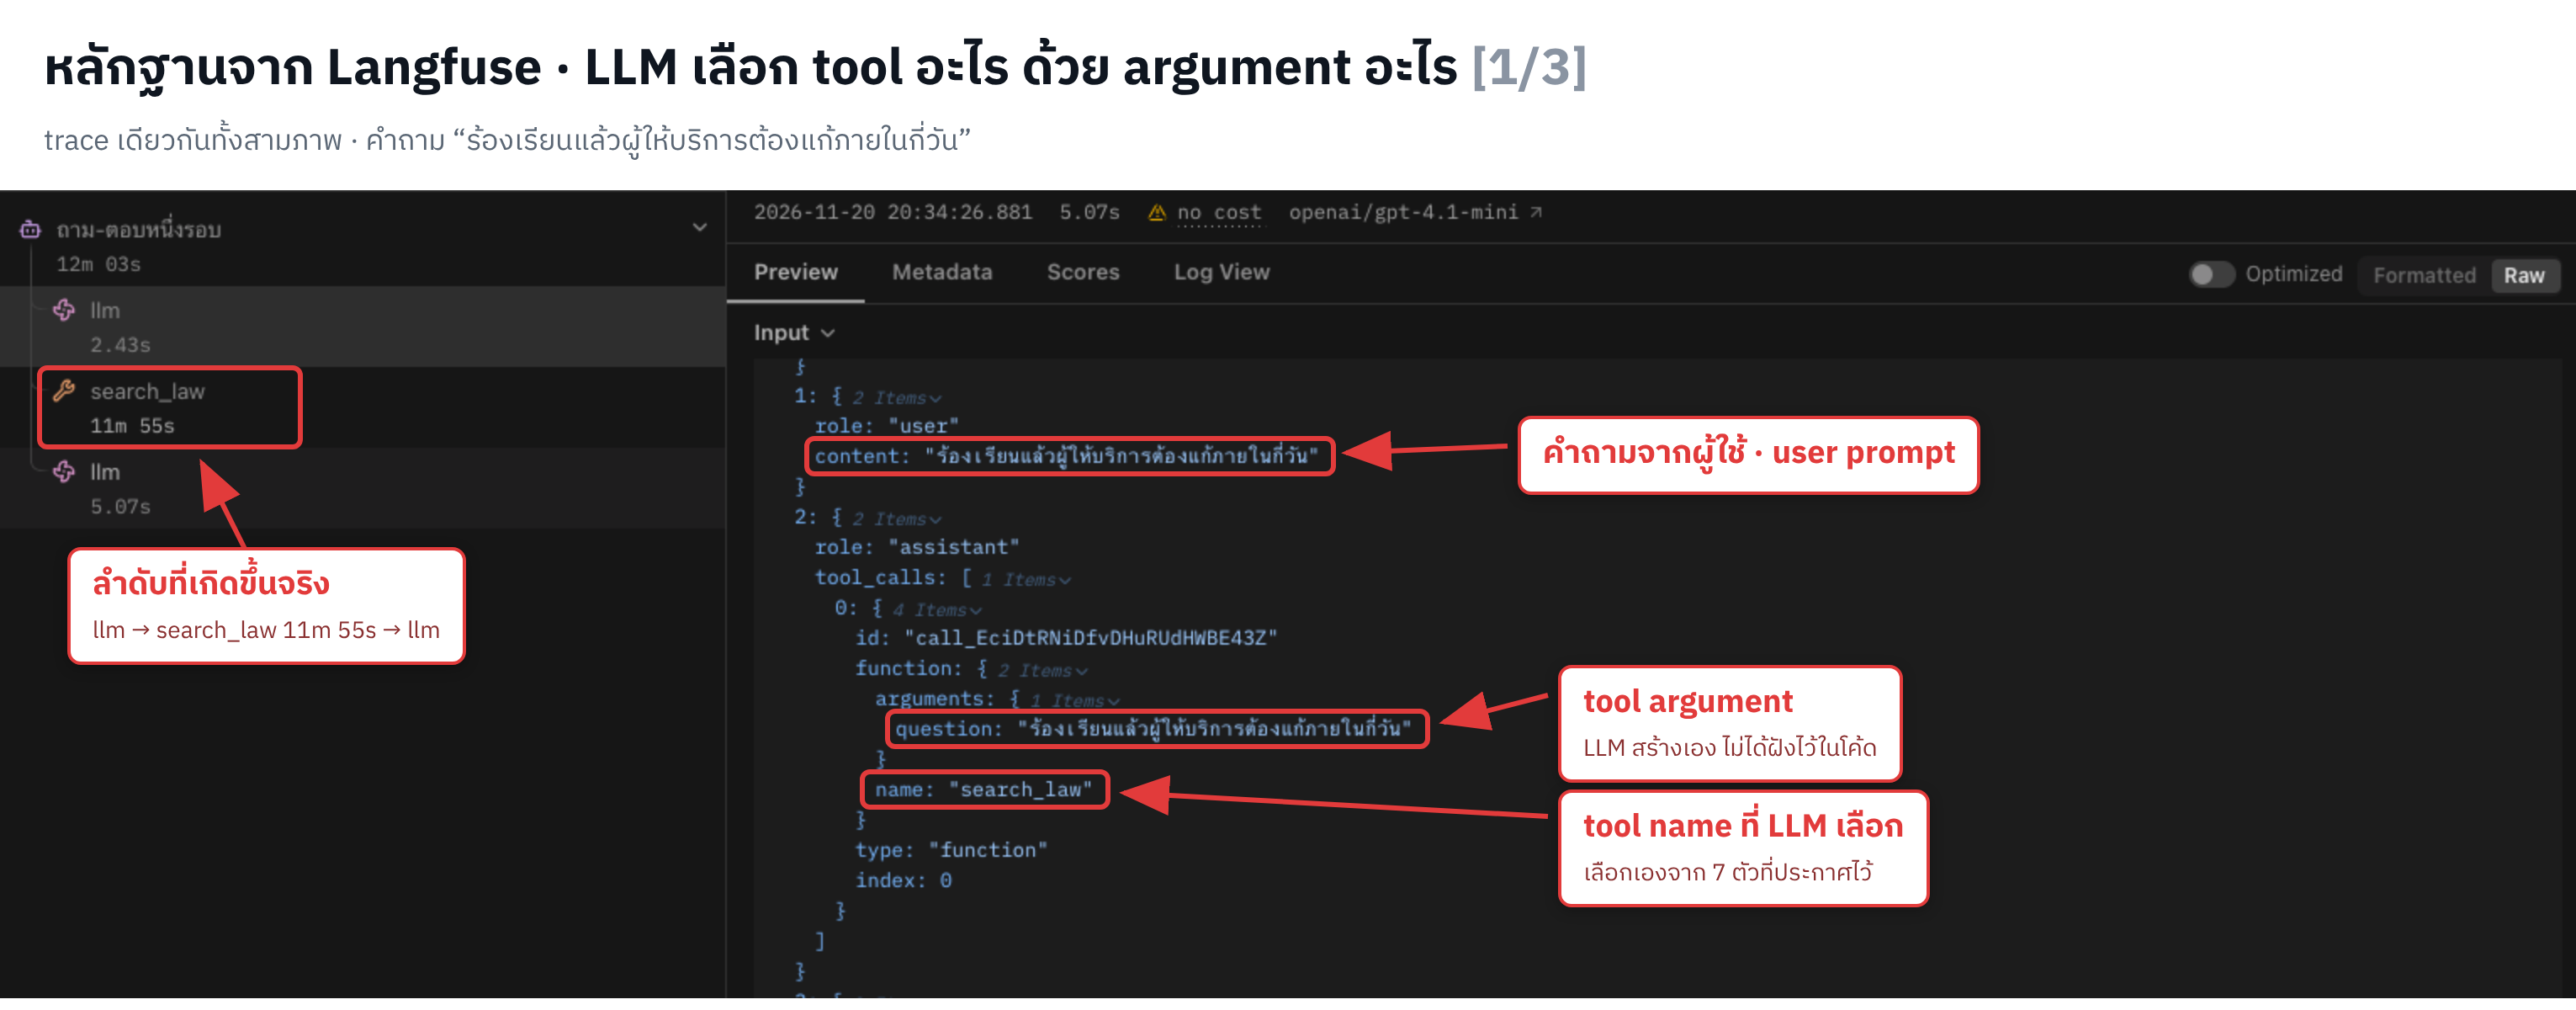 หลักฐานจาก Langfuse · LLM เลือก tool อะไร ด้วย argument อะไร [1/3]
trace เดียวกันทั้งสามภาพ · คำถาม “ร้องเรียนแล้วผู้ให้บริการต้องแก้ภายในกี่วัน”
ถาม-ตอบหนึ่งรอบ
12m 03s
llm
2.43s
search_law
11m 55s
llm
5.07s
ลำดับที่เกิดขึ้นจริง
llm → search_law 11m 55s → llm
2026-11-20 20:34:26.881 5.07s no cost openai/gpt-4.1-mini
Preview Metadata Scores Log View
Optimized Formatted Raw
Input
}
1: { 2 Items
role: "user"
content: "ร้องเรียนแล้วผู้ให้บริการต้องแก้ภายในกี่วัน"
}
2: { 2 Items
role: "assistant"
tool_calls: [ 1 Items
0: { 4 Items
id: "call_EciDtRNiDfvDHuRUdHWBE43Z"
function: { 2 Items
arguments: { 1 Items
question: "ร้องเรียนแล้วผู้ให้บริการต้องแก้ภายในกี่วัน"
}
name: "search_law"
}
type: "function"
index: 0
}
]
}
คำถามจากผู้ใช้ · user prompt
tool argument
LLM สร้างเอง ไม่ได้ฝังไว้ในโค้ด
tool name ที่ LLM เลือก
เลือกเองจาก 7 ตัวที่ประกาศไว้